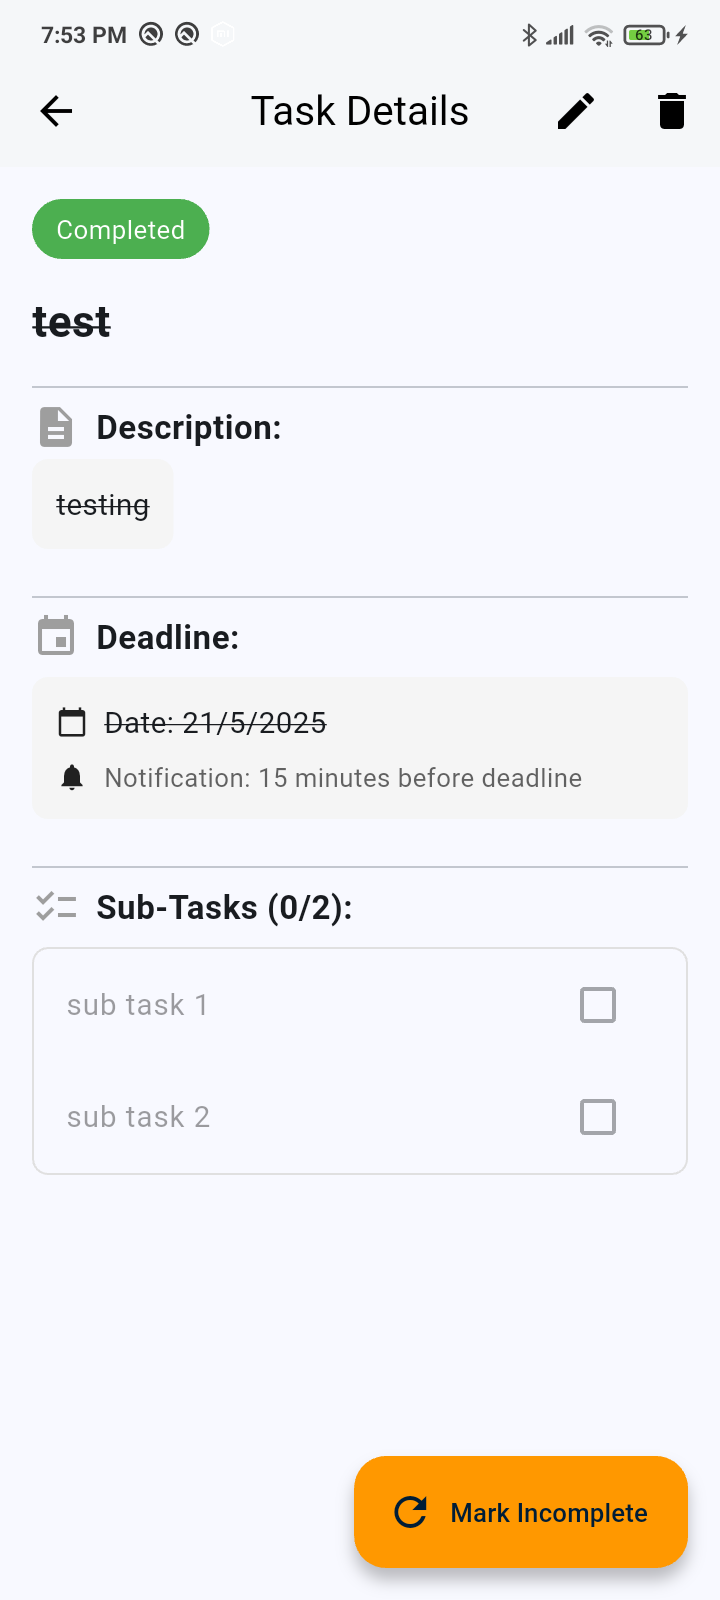 7:53 PM 63
Task Details
Completed
test
Description:
testing
Deadline:
Date: 21/5/2025
Notification: 15 minutes before deadline
Sub-Tasks (0/2):
sub task 1
sub task 2
Mark Incomplete